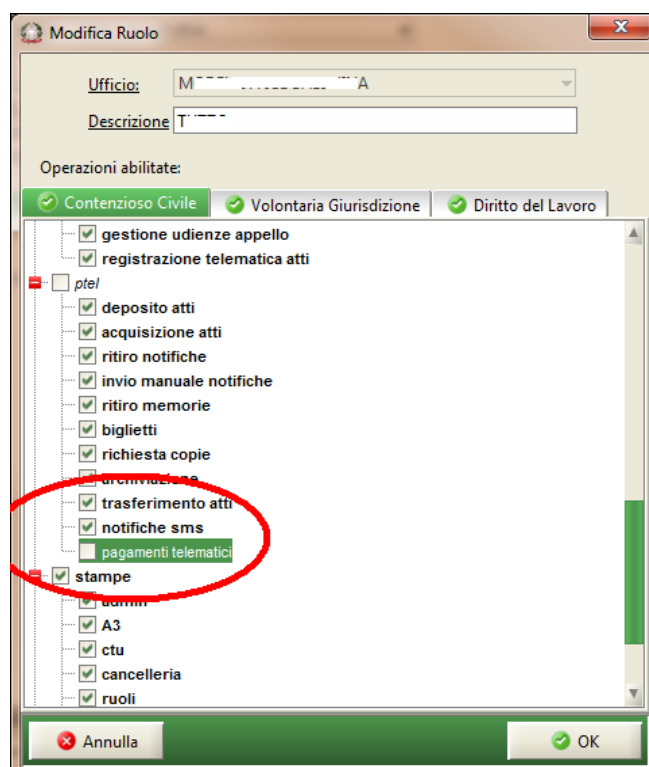 Modifica Ruolo
Ufficio:
Descrizione
Operazioni abilitate:
Contenzioso Civile Volontaria Giurisdizione Diritto del Lavoro
gestione udienze appello
registrazione telematica atti
ptel
deposito atti
acquisizione atti
ritiro notifiche
invio manuale notifiche
ritiro memorie
biglietti
richiesta copie
archiviazione
trasferimento atti
notifiche sms
pagamenti telematici
stampe
admin
A3
ctu
cancelleria
ruoli
Annulla OK